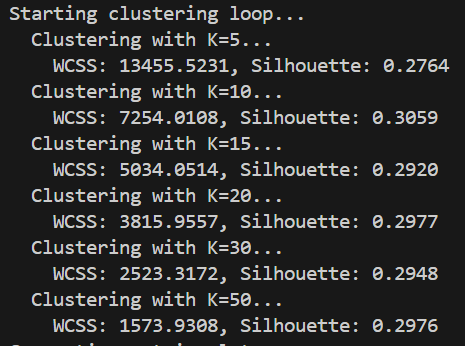 Starting clustering loop...
Clustering with K=5...
WCSS: 13455.5231, Silhouette: 0.2764
Clustering with K=10...
WCSS: 7254.0108, Silhouette: 0.3059
Clustering with K=15...
WCSS: 5034.0514, Silhouette: 0.2920
Clustering with K=20...
WCSS: 3815.9557, Silhouette: 0.2977
Clustering with K=30...
WCSS: 2523.3172, Silhouette: 0.2948
Clustering with K=50...
WCSS: 1573.9308, Silhouette: 0.2976